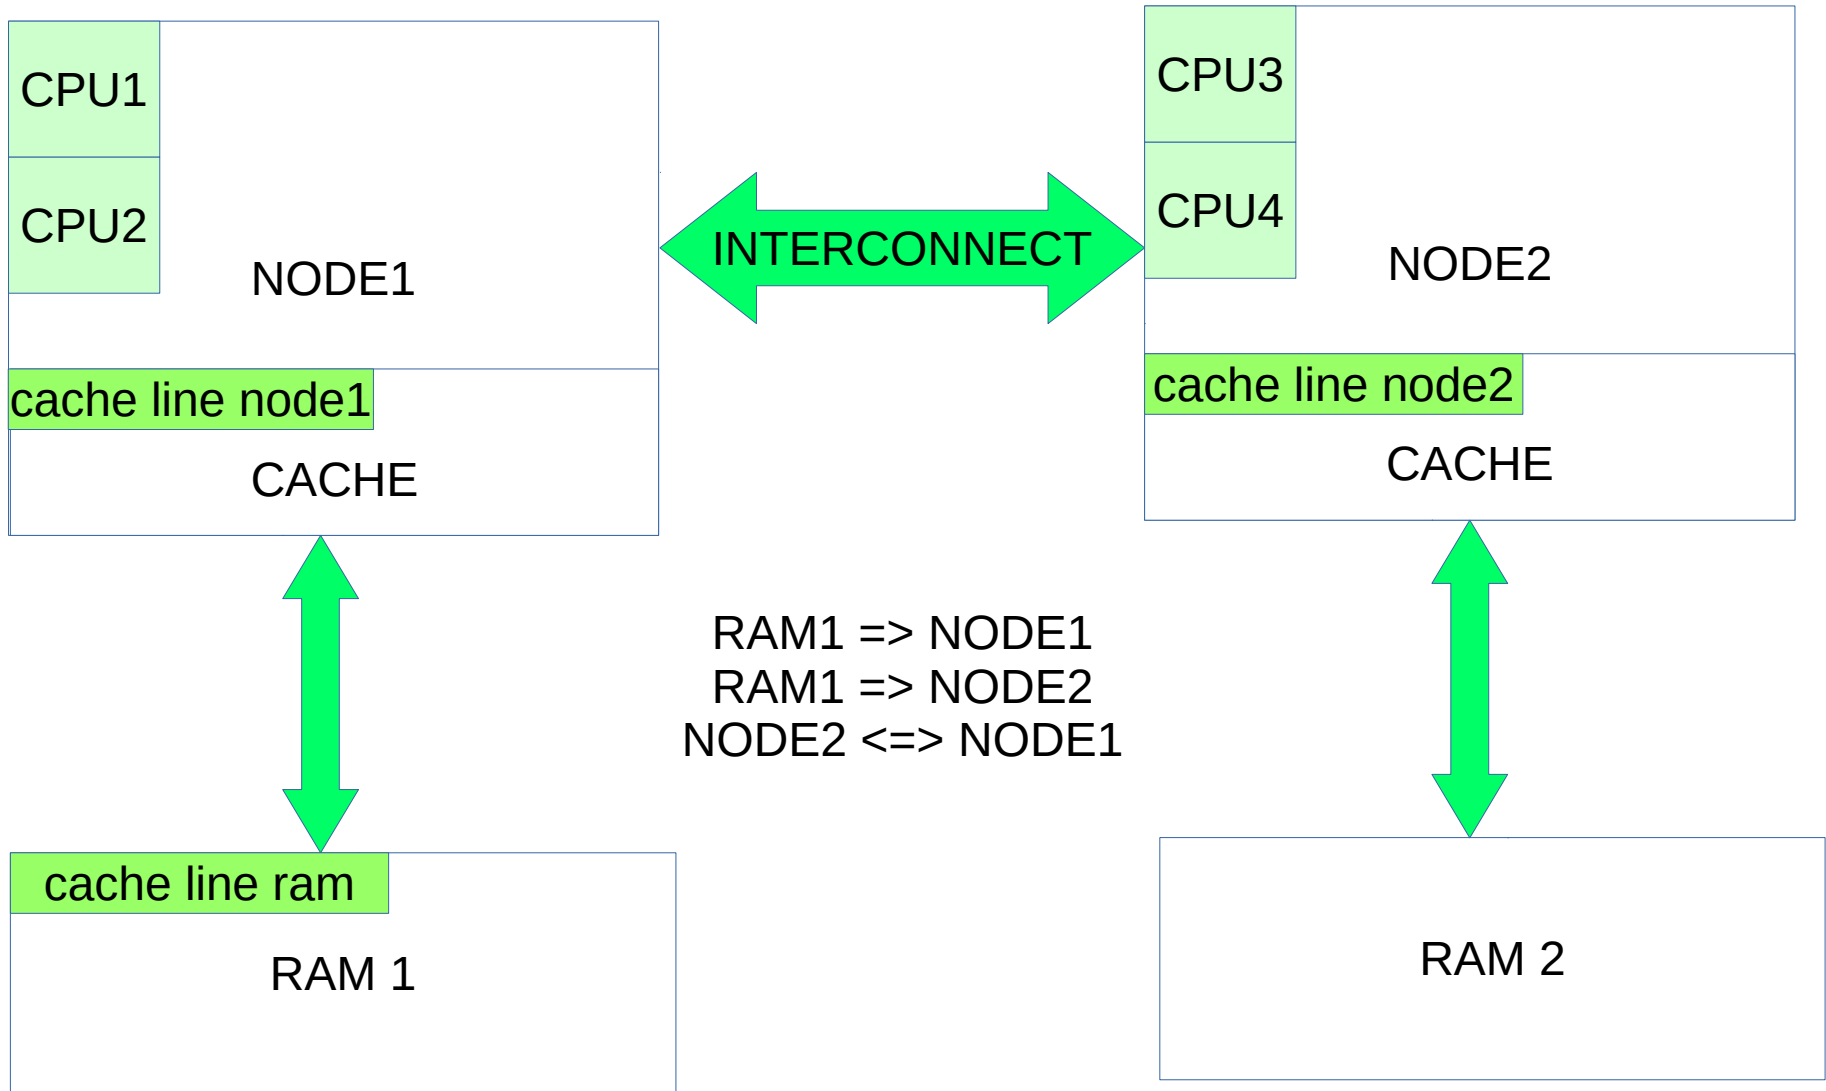 CPU1
CPU2
NODE1
cache line node1
CACHE
INTERCONNECT
CPU3
CPU4
NODE2
cache line node2
CACHE
RAM1 => NODE1
RAM1 => NODE2
NODE2 <=> NODE1
cache line ram
RAM 1
RAM 2